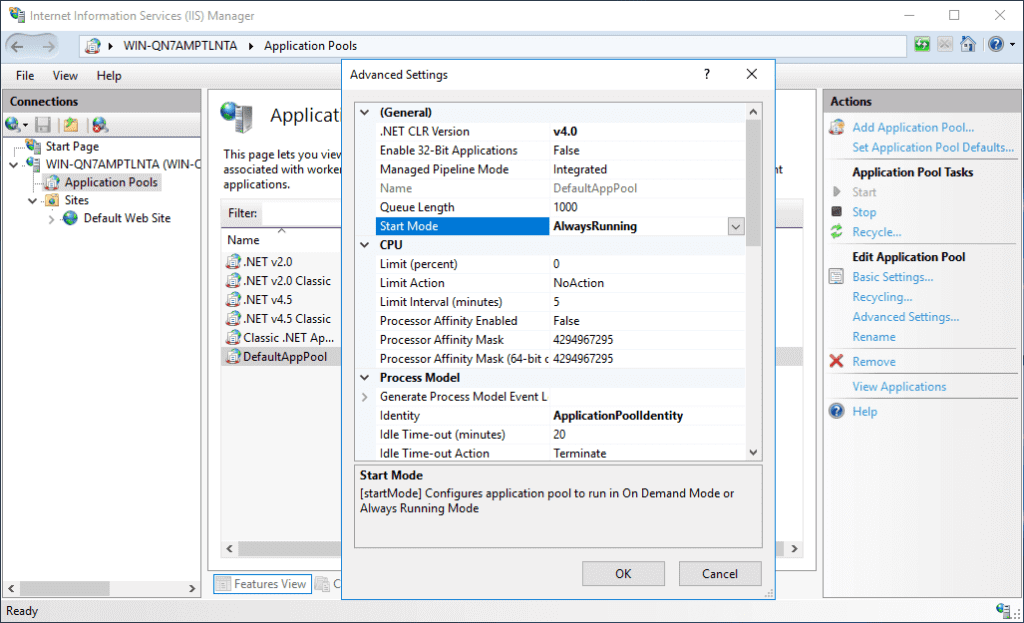 Internet Information Services (IIS) Manager
WIN-QN7AMPTLNTA Application Pools
File View Help
Connections
Start Page
WIN-QN7AMPTLNTA (WIN-Q
Application Pools
Sites
Default Web Site
Applicati
This page lets you view
associated with worker
applications.
nt
Filter:
Name
.NET v2.0
.NET v2.0 Classic
.NET v4.5
.NET v4.5 Classic
Classic .NET Ap...
DefaultAppPool
Features View C
Advanced Settings
?
(General)
.NET CLR Version v4.0
Enable 32-Bit Applications False
Managed Pipeline Mode Integrated
Name DefaultAppPool
Queue Length 1000
Start Mode AlwaysRunning
CPU
Limit (percent) 0
Limit Action NoAction
Limit Interval (minutes) 5
Processor Affinity Enabled False
Processor Affinity Mask 4294967295
Processor Affinity Mask (64-bit c 4294967295
Process Model
Generate Process Model Event L
Identity ApplicationPoolIdentity
Idle Time-out (minutes) 20
Idle Time-out Action Terminate
Start Mode
[startMode] Configures application pool to run in On Demand Mode or
Always Running Mode
OK Cancel
Actions
Add Application Pool...
Set Application Pool Defaults...
Application Pool Tasks
Start
Stop
Recycle...
Edit Application Pool
Basic Settings...
Recycling...
Advanced Settings...
Rename
Remove
View Applications
Help
Ready